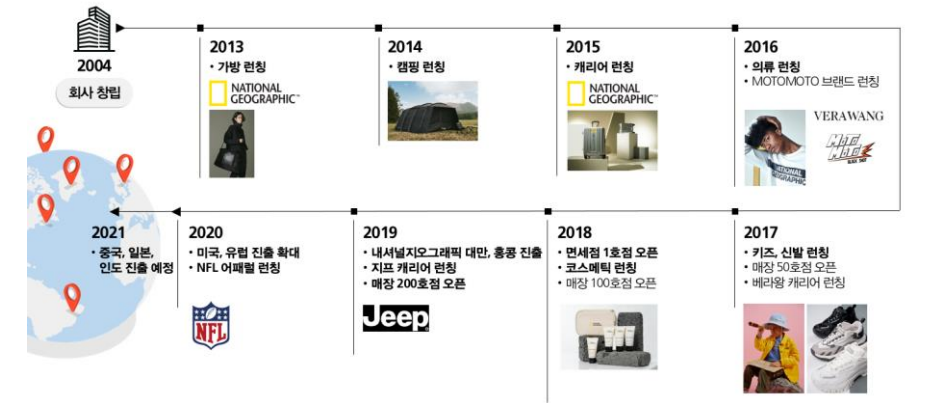 2004
회사 창립
2013
• 가방 런칭
NATIONAL
GEOGRAPHIC™
2014
• 캠핑 런칭
2015
• 캐리어 런칭
NATIONAL
GEOGRAPHIC™
2016
• 의류 런칭
• MOTOMOTO 브랜드 런칭
VERAWANG
MOTO
MOTO
NATIONAL
GEOGRAPHIC
2021
• 중국, 일본,
인도 진출 예정
2020
• 미국, 유럽 진출 확대
• NFL 어패럴 런칭
NFL
2019
• 내셔널지오그래픽 대만, 홍콩 진출
• 지프 캐리어 런칭
• 매장 200호점 오픈
Jeep
2018
• 면세점 1호점 오픈
• 코스메틱 런칭
• 매장 100호점 오픈
2017
• 키즈, 신발 런칭
• 매장 50호점 오픈
• 베라왕 캐리어 런칭